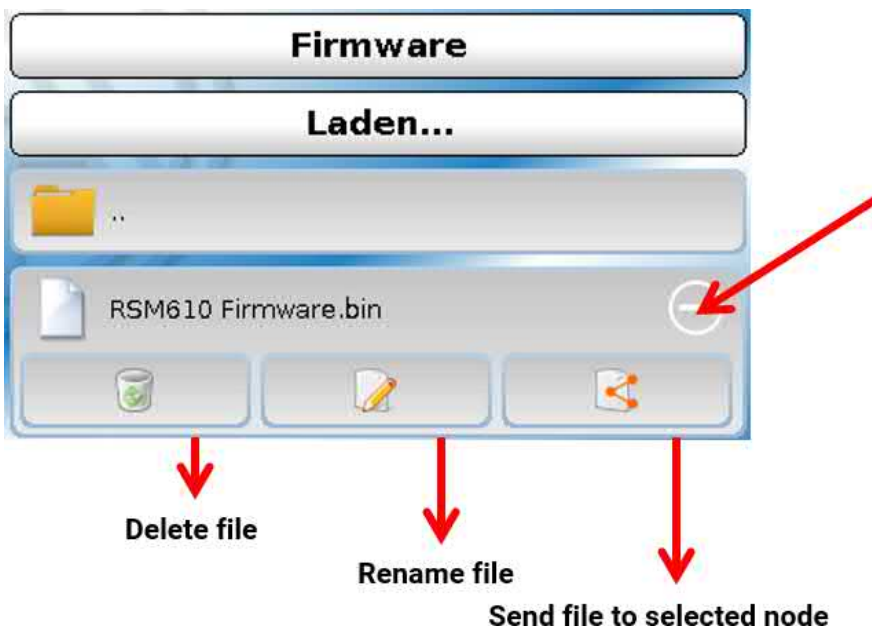 Firmware
Laden...
..
RSM610 Firmware.bin
Delete file
Rename file
Send file to selected node